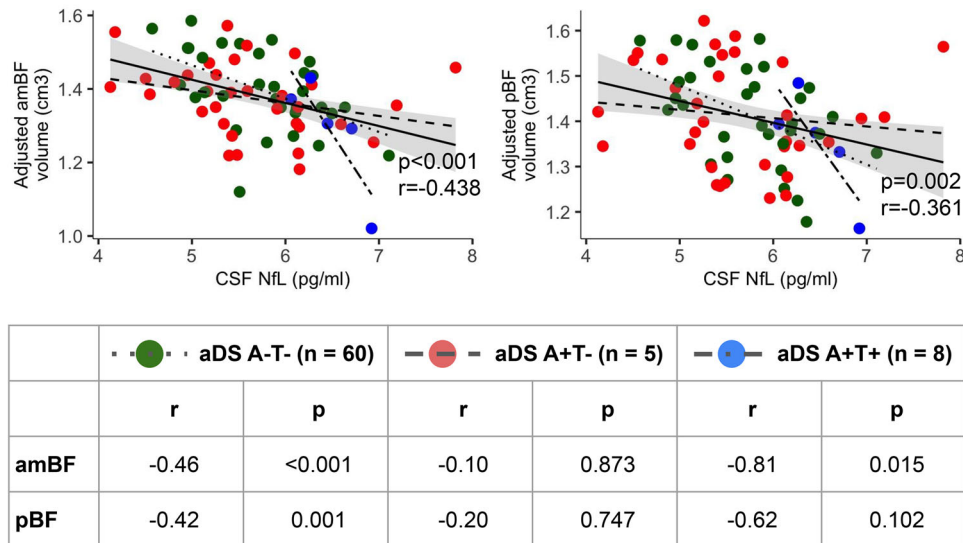 Adjusted amBF
volume (cm3)
1.6
1.4
1.2
1.0
p<0.001
r=-0.438
4 5 6 7 8
CSF NfL (pg/ml)
Adjusted pBF
volume (cm3)
1.6
1.5
1.4
1.3
1.2
p=0.002
r=-0.361
4 5 6 7 8
CSF NfL (pg/ml)
aDS A-T- (n = 60) aDS A+T- (n = 5) aDS A+T+ (n = 8)
r p r p r p
amBF -0.46 <0.001 -0.10 0.873 -0.81 0.015
pBF -0.42 0.001 -0.20 0.747 -0.62 0.102